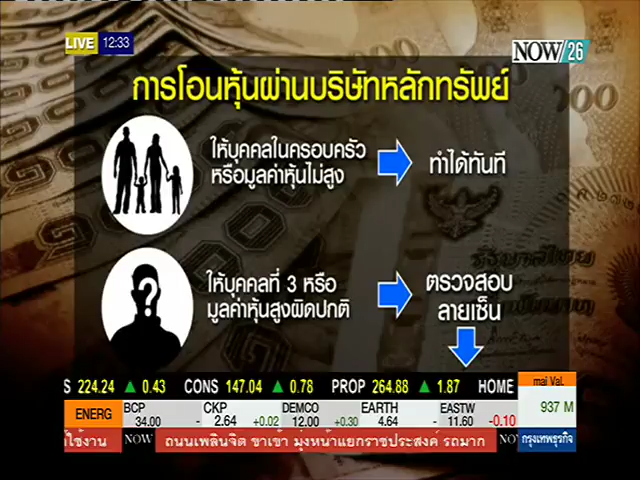 LIVE 12:33
NOW 26
การโอนหุ้นผ่านบริษัทหลักทรัพย์
ให้บุคคลในครอบครัว
หรือมูลค่าหุ้นไม่สูง
ทำได้ทันที
?
ให้บุคคลที่ 3 หรือ
มูลค่าหุ้นสูงผิดปกติ
ตรวจสอบ
ลายเซ็น
S 224.24 ▲ 0.43 CONS 147.04 ▲ 0.78 PROP 264.88 ▲ 1.87 HOME
mai Val.
937 M
ENERG
BCP CKP DEMCO EARTH EASTW
34.00 - 2.64 +0.02 12.00 +0.30 4.64 - 11.60 -0.10
ใช้งาน NOW ถนนเพลินจิต ขาเข้า มุ่งหน้าแยกราชประสงค์ รถมาก NO
กรุงเทพธุรกิจ